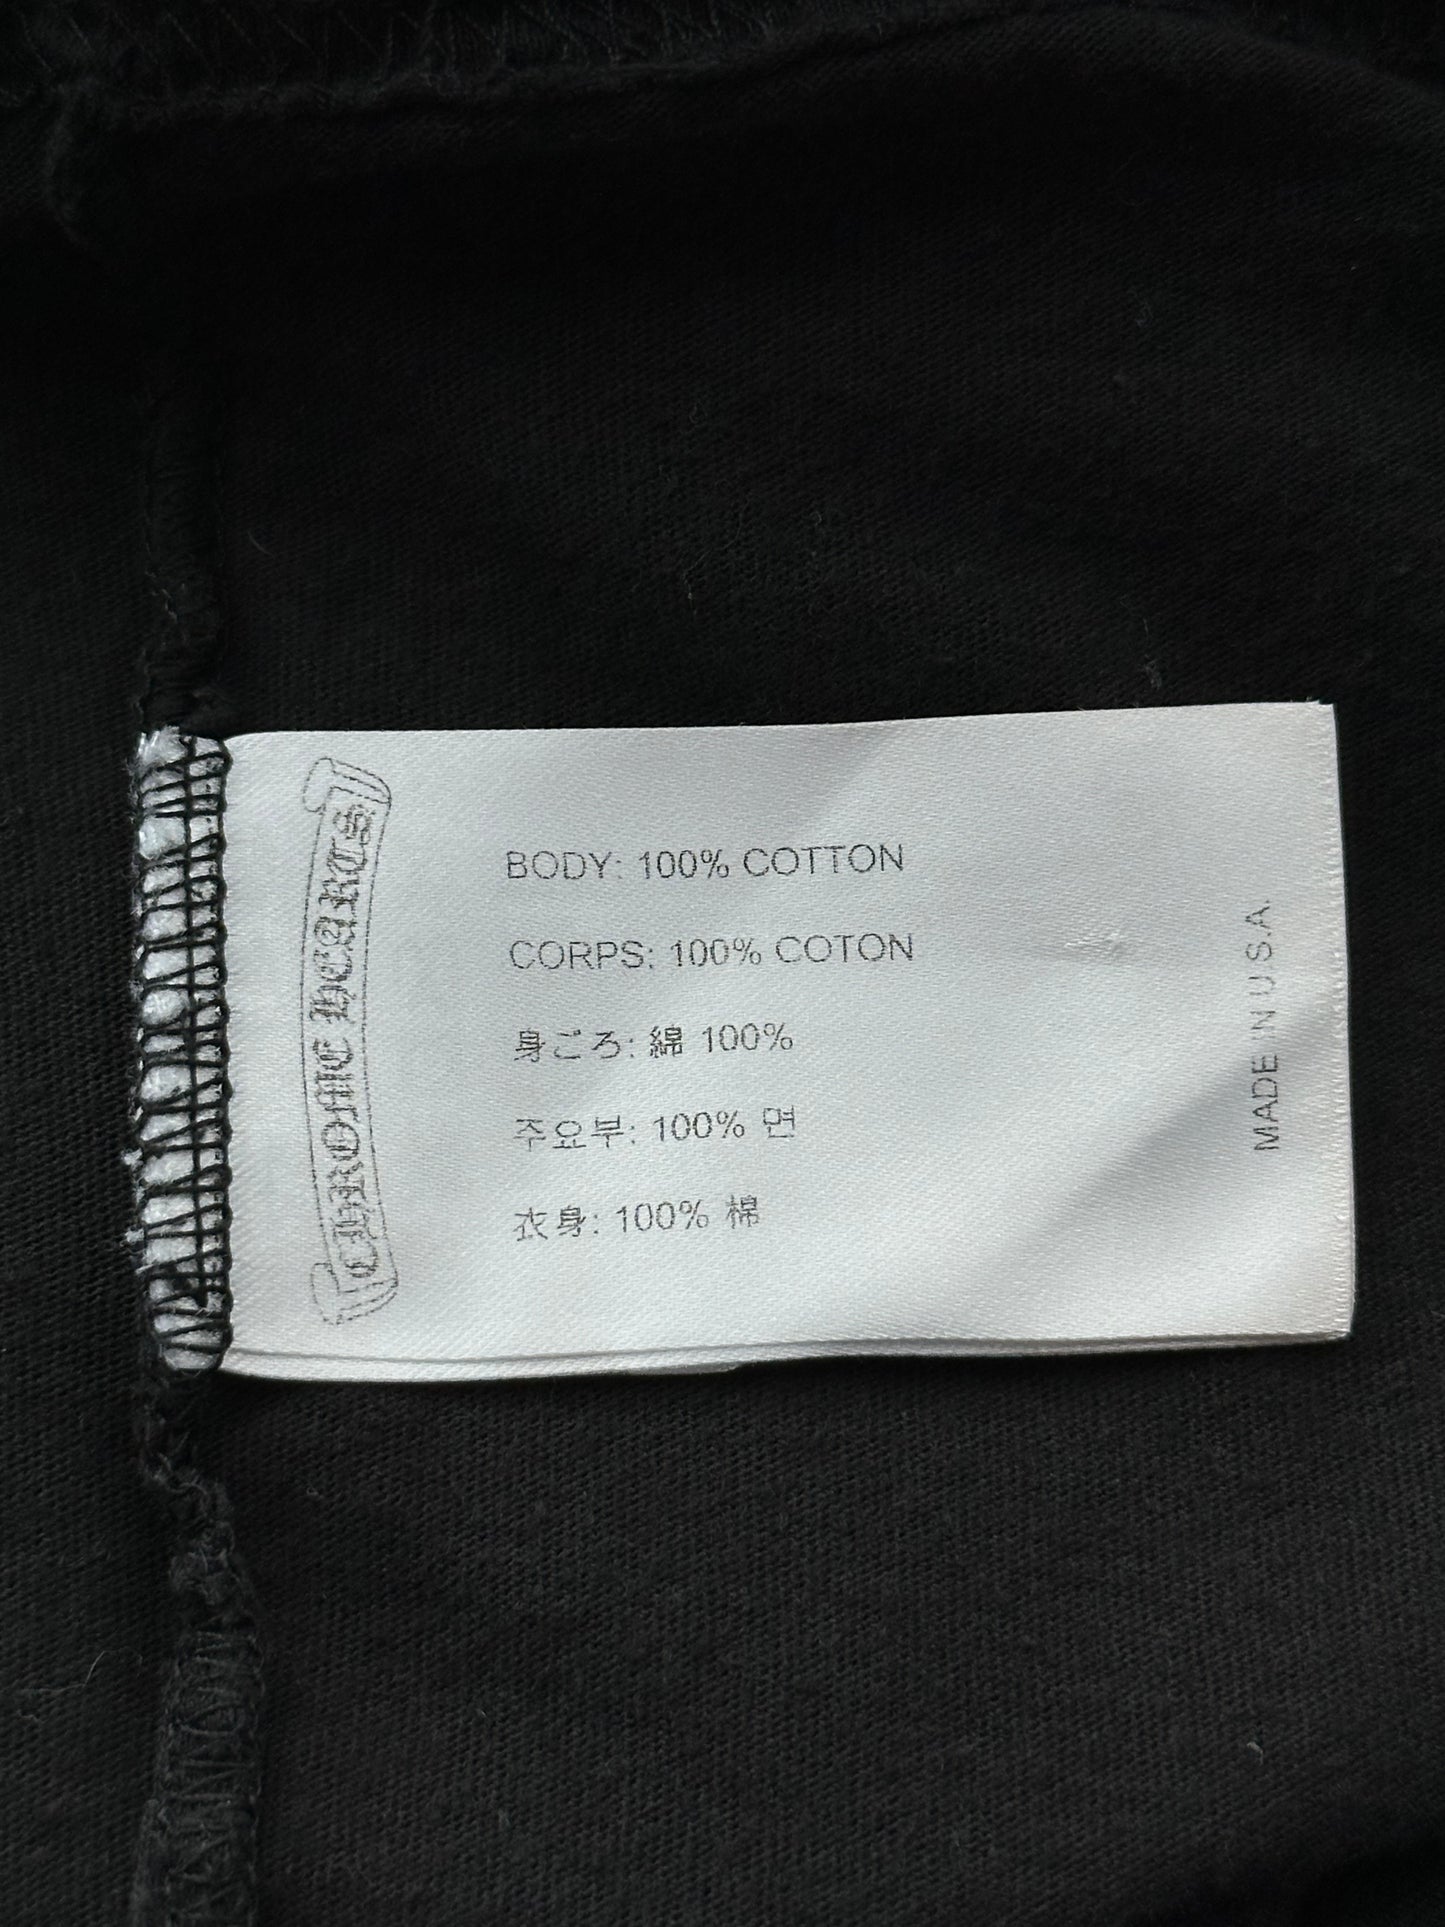 CHROME HEARTS
BODY: 100% COTTON
CORPS: 100% COTON
身ごろ: 綿 100%
주요부: 100% 면
衣身: 100% 棉
MADE IN U.S.A.